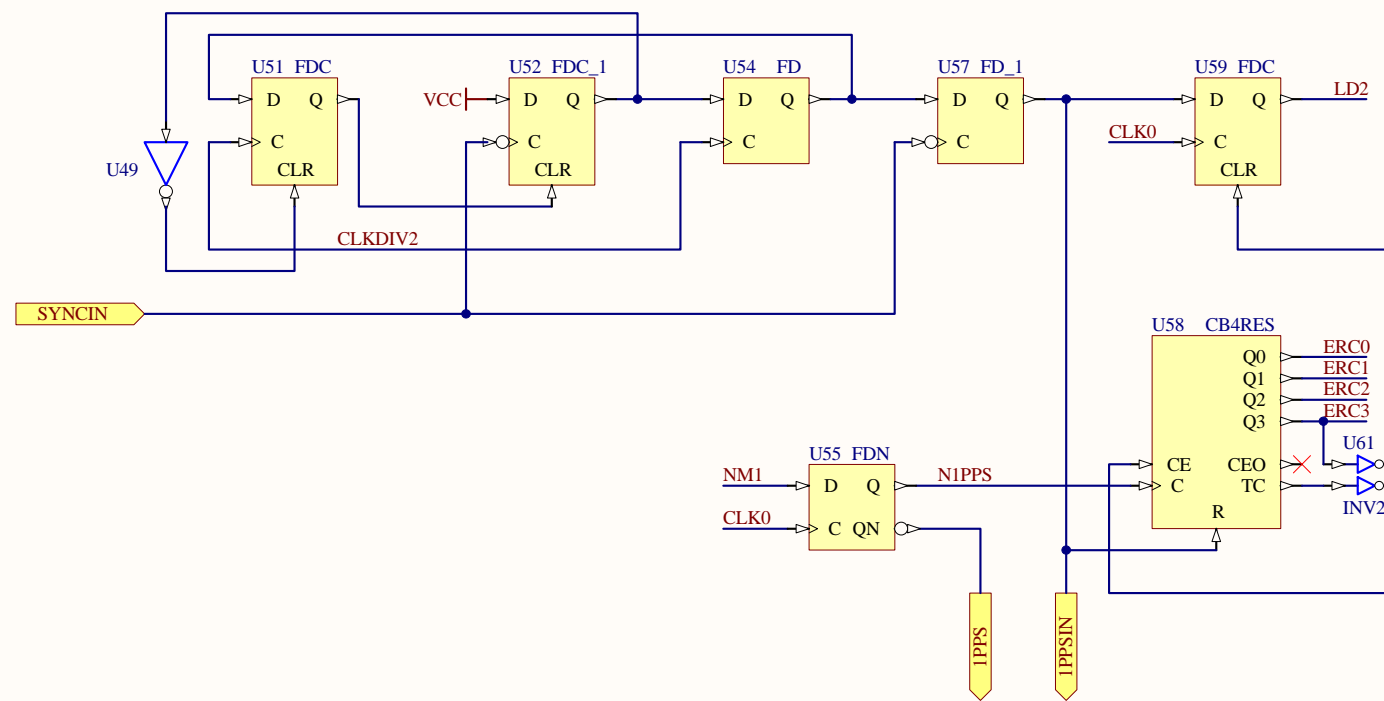 U51 FDC
U52 FDC_1
U54 FD
U57 FD_1
U59 FDC
D Q
VCC
D Q
D Q
D Q
D Q
LD2
C
C
C
C
CLK0
C
U49
CLR
CLR
CLR
CLKDIV2
SYNCIN
U58 CB4RES
Q0 ERC0
Q1 ERC1
Q2 ERC2
Q3 ERC3
U61
U55 FDN
NM1
D Q
N1PPS
CE CEO
C TC
CLK0
C QN
R
INV2
1PPS
1PPSIN